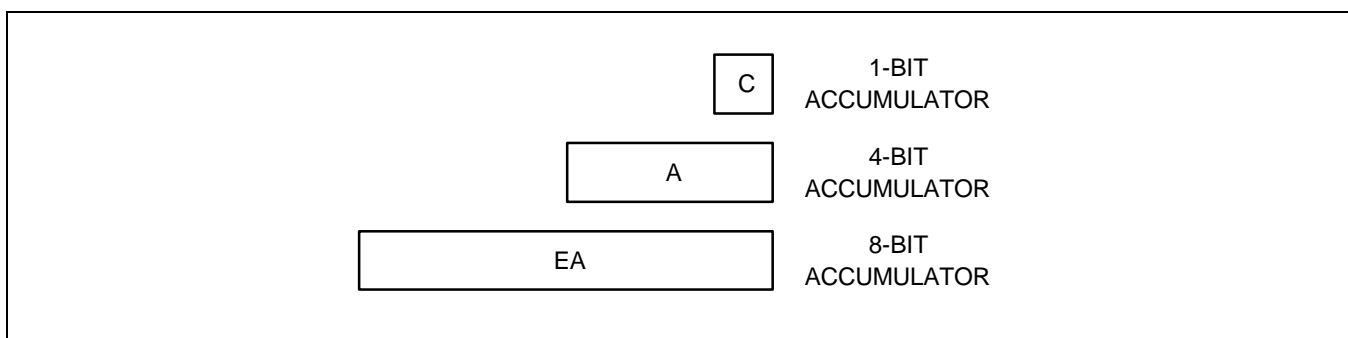 C
1-BIT
ACCUMULATOR
A
4-BIT
ACCUMULATOR
EA
8-BIT
ACCUMULATOR